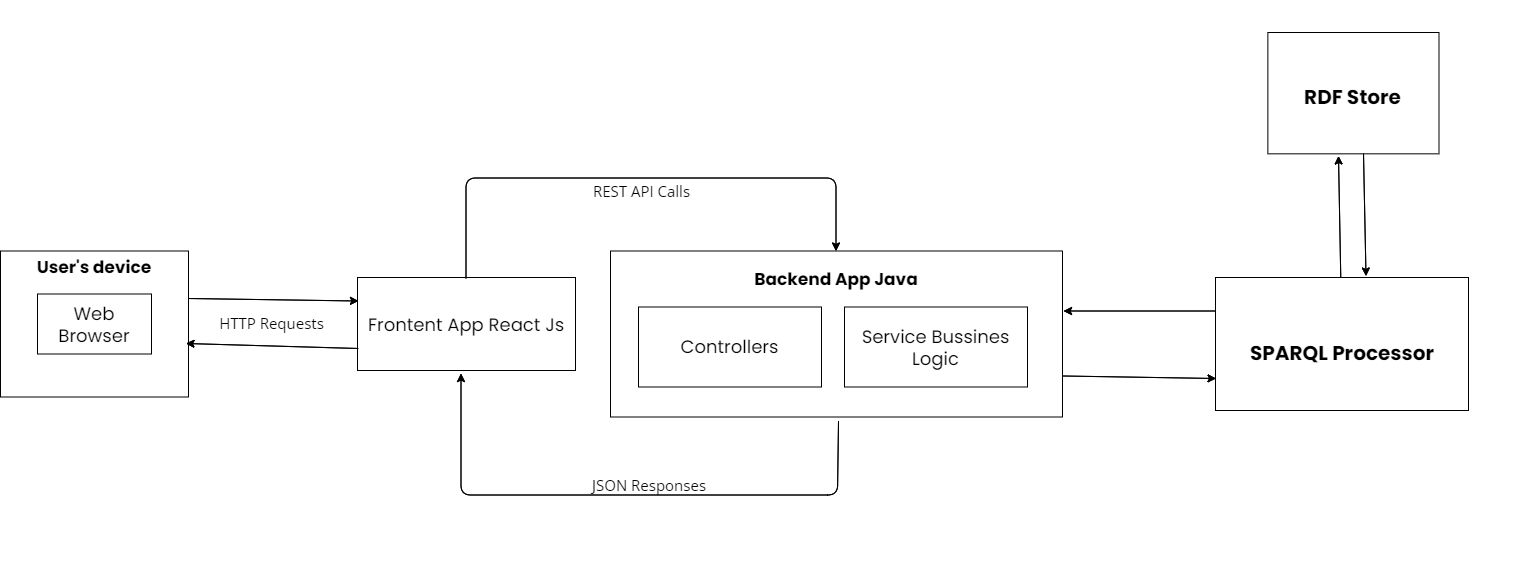 RDF Store
REST API Calls
User's device
Web
Browser
HTTP Requests
Frontent App React Js
Backend App Java
Controllers
Service Bussines
Logic
SPARQL Processor
JSON Responses